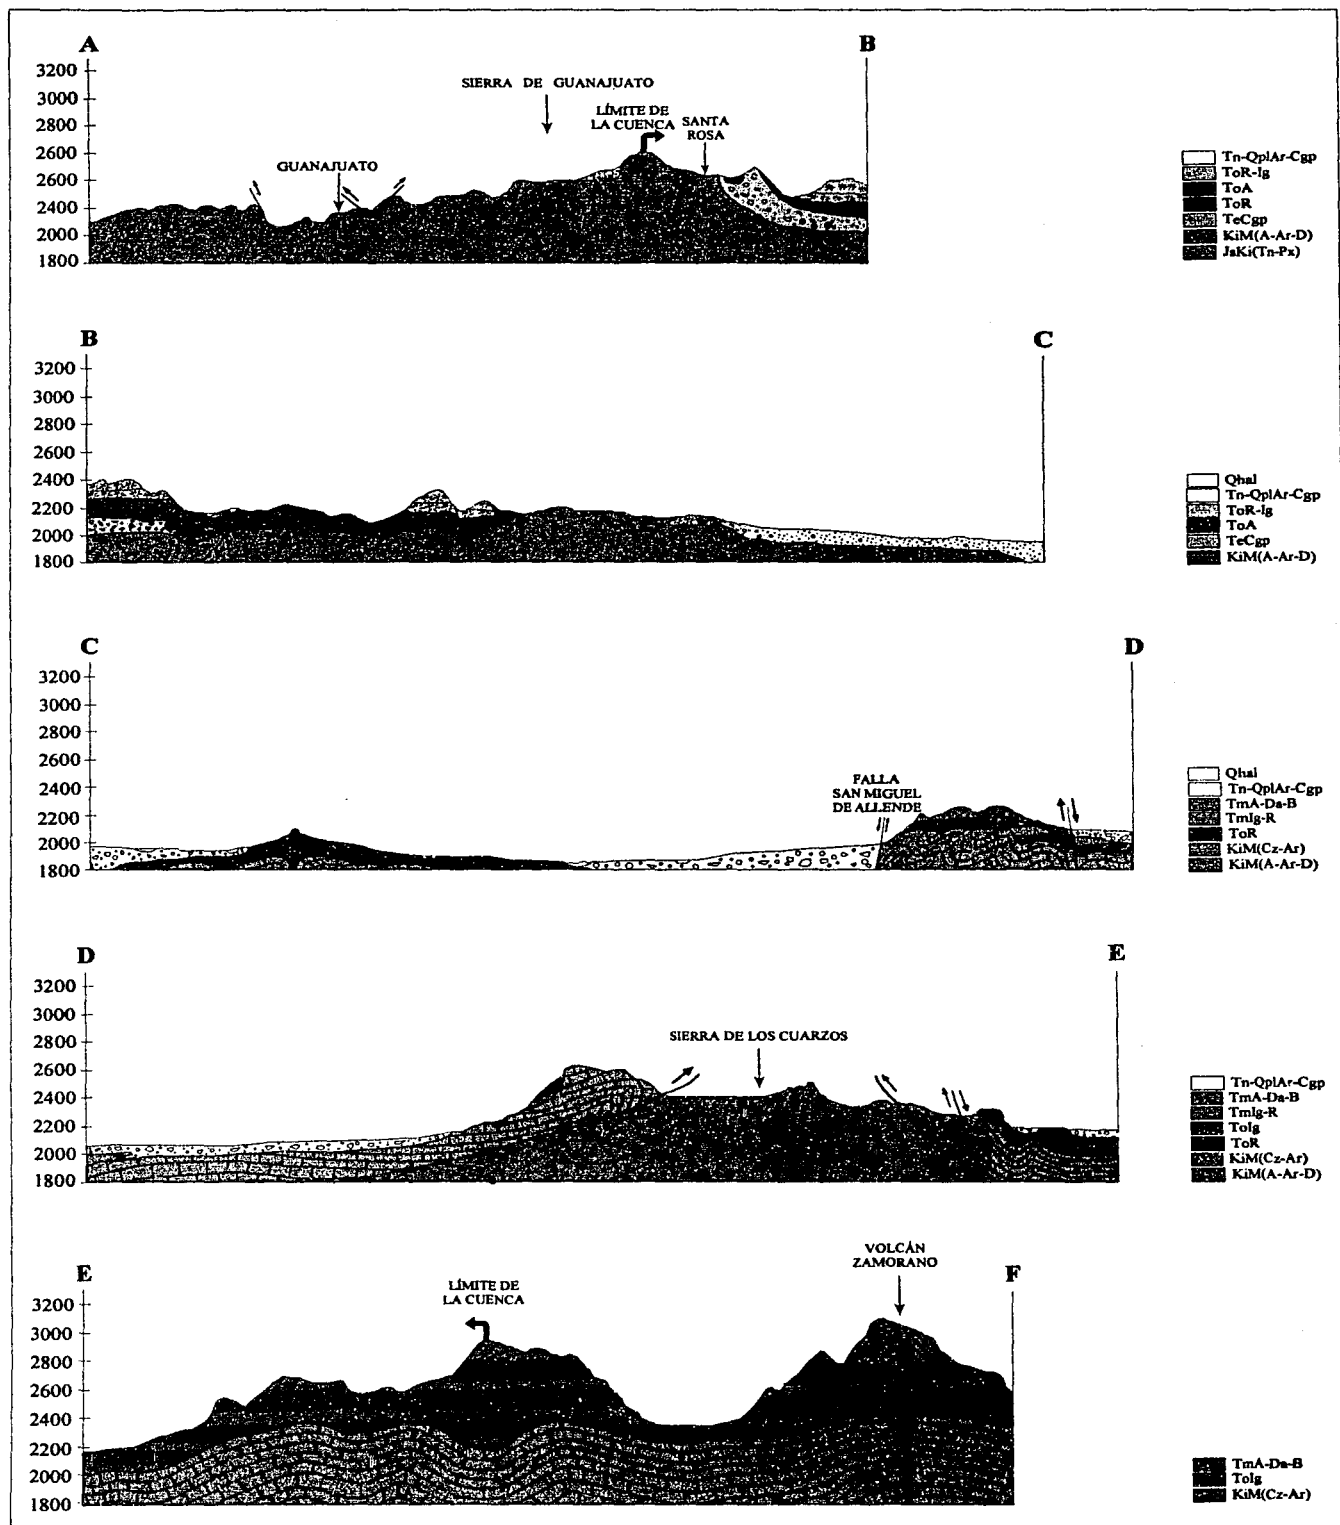 A
B
3200
3000
2800
2600
2600
2400
2000
1800
SIERRA DE GUANAJUATO
LÍMITE DE
LA CUENCA
SANTA
ROSA
GUANAJUATO
Tn-QplAr-Cgp
ToR-Ig
ToA
ToR
TeCgp
KiM(A-Ar-D)
JsKi(Tn-Px)
B
C
3200
3000
2800
2600
2400
2200
2000
1800
Qhal
Tn-QplAr-Cgp
ToR-Ig
ToA
TeCgp
KiM(A-Ar-D)
C
D
3200
3000
2800
2600
2400
2200
2000
1800
FALLA
SAN MIGUEL
DE ALLENDE
Qhal
Tn-QplAr-Cgp
TmA-Da-B
TmIg-R
ToR
KiM(Cz-Ar)
KiM(A-Ar-D)
D
E
3200
3000
2800
2600
2400
2200
2000
1800
SIERRA DE LOS CUARZOS
Tn-QplAr-Cgp
TmA-Da-B
TmIg-R
ToIg
ToR
KiM(Cz-Ar)
KiM(A-Ar-D)
E
F
3200
3000
2800
2600
2400
2200
2000
1800
LÍMITE DE
LA CUENCA
VOLCÁN
ZAMORANO
TmA-Da-B
ToIg
KiM(Cz-Ar)